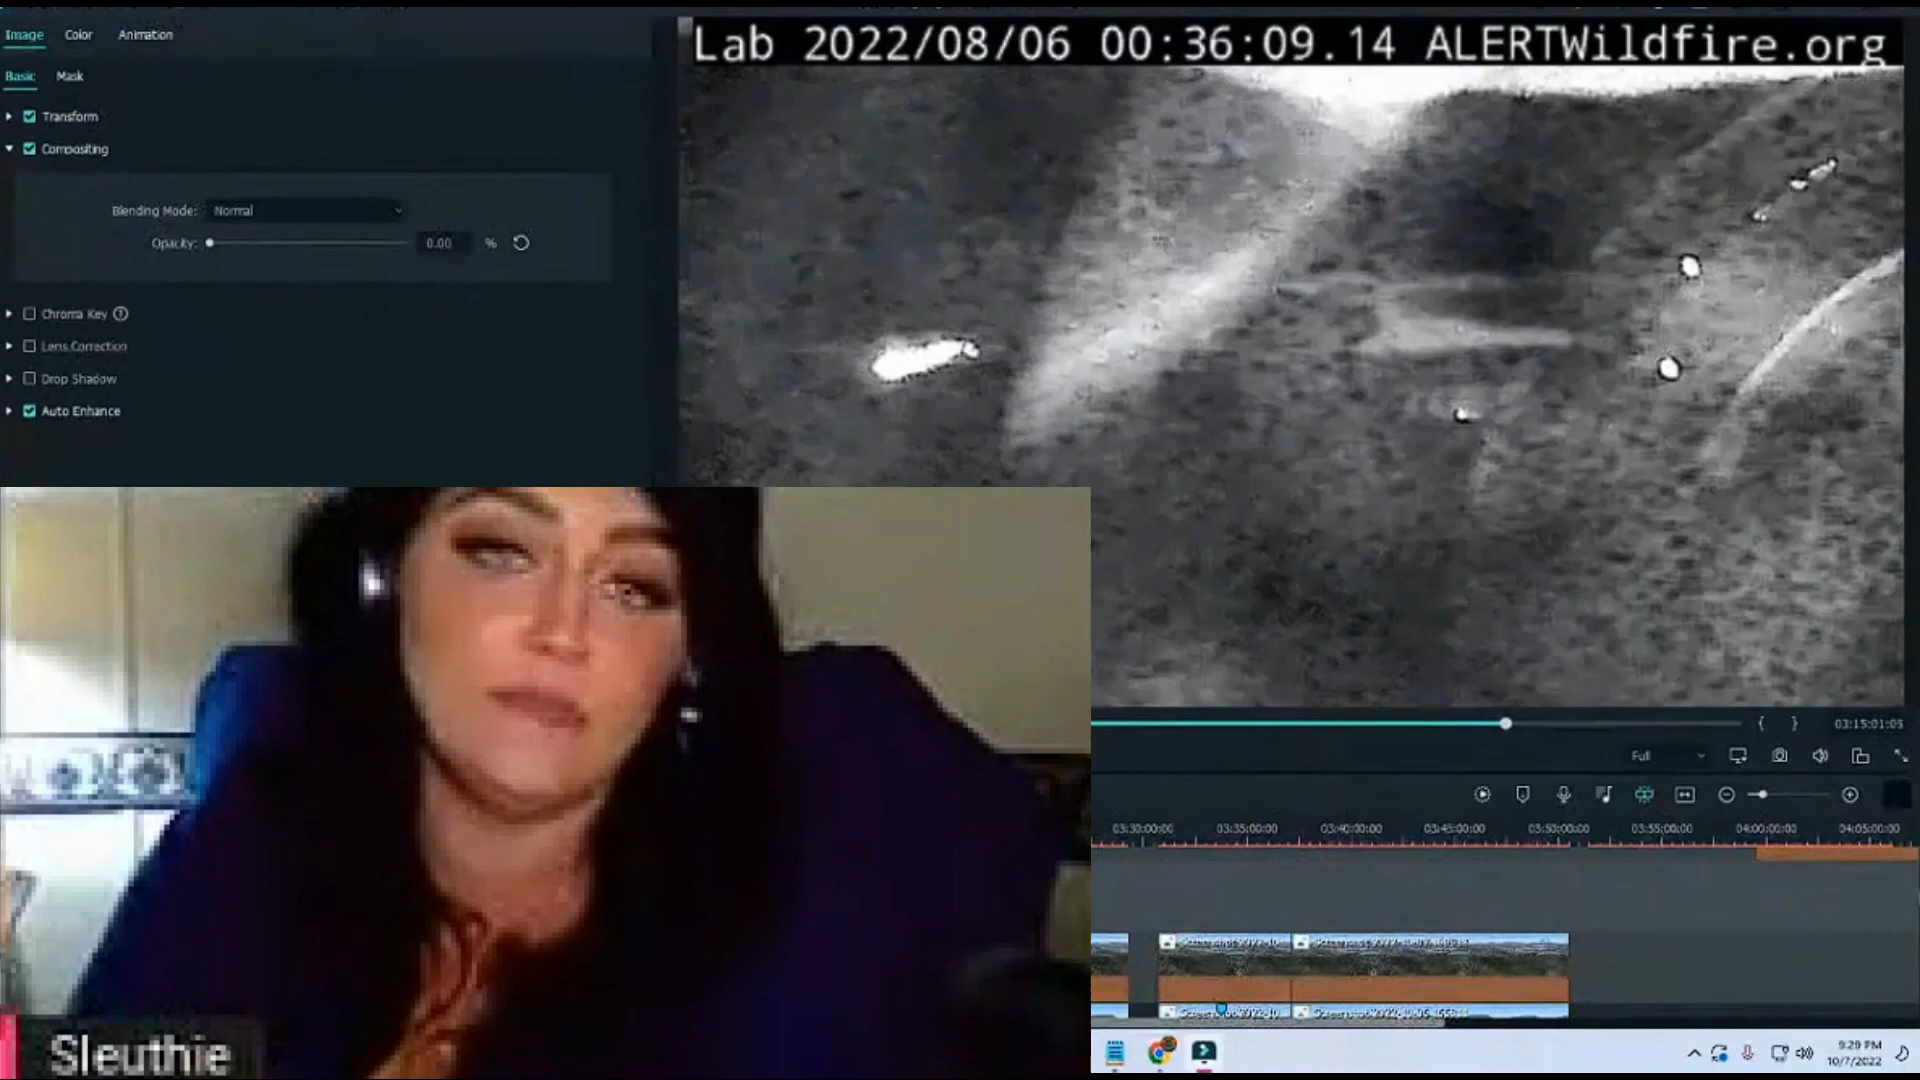 Image Color Animation
Lab 2022/08/06 00:36:09.14 ALERTWildfire.org
Basic Mask
Transform
Compositing
Blending Mode: Normal
Opacity: 0.00 %
Chroma Key ?
Lens Correction
Drop Shadow
Auto Enhance
{ } 03:15:01:05
Full
03:30:00:00 03:35:00:00 03:40:00:00 03:45:00:00 03:50:00:00 03:55:00:00 04:00:00:00 04:05:00:00
Sleuthie
9:29 PM
10/7/2022